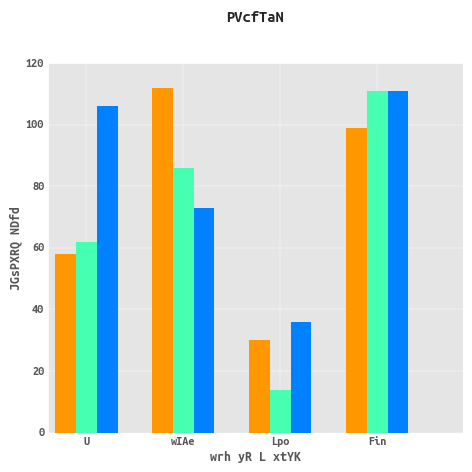 PVcfTaN
120
100
80
60
40
20
0
JGsPXRQ NDfd
U wIAe Lpo Fin
wrh yR L xtYK